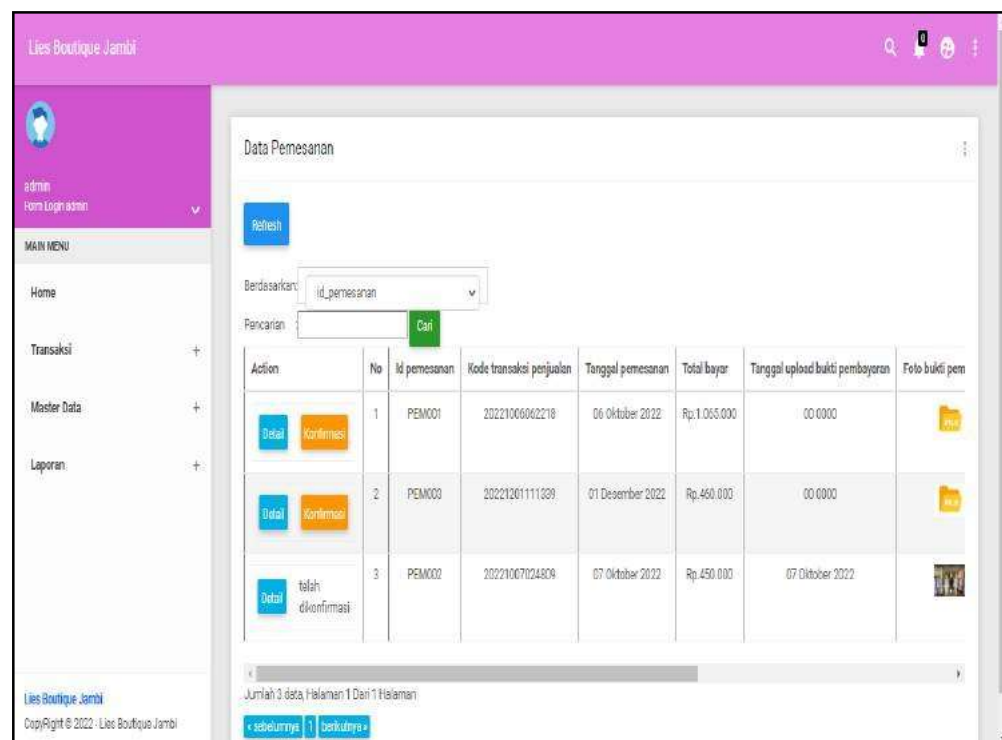 Lies Boutique Jambi
0
admin
Form Login admin
MAIN MENU
Home
Transaksi +
Master Data +
Laporan +
Lies Boutique Jambi
CopyRight © 2022 - Lies Boutique Jambi
Data Pemesanan
Refresh
Berdasarkan: id_pemesanan
Pencarian :
Cari
Action No Id pemesanan Kode transaksi penjualan Tanggal pemesanan Total bayar Tanggal upload bukti pembayaran Foto bukti pem
Detail Konfirmasi 1 PEM001 20221006062218 06 Oktober 2022 Rp.1.065.000 00 0000
Detail Konfirmasi 2 PEM003 20221201111339 01 Desember 2022 Rp.460.000 00 0000
Detail telah dikonfirmasi 3 PEM002 20221007024809 07 Oktober 2022 Rp.450.000 07 Oktober 2022
Jumlah 3 data, Halaman 1 Dari 1 Halaman
« sebelumnya 1 berikutnya »